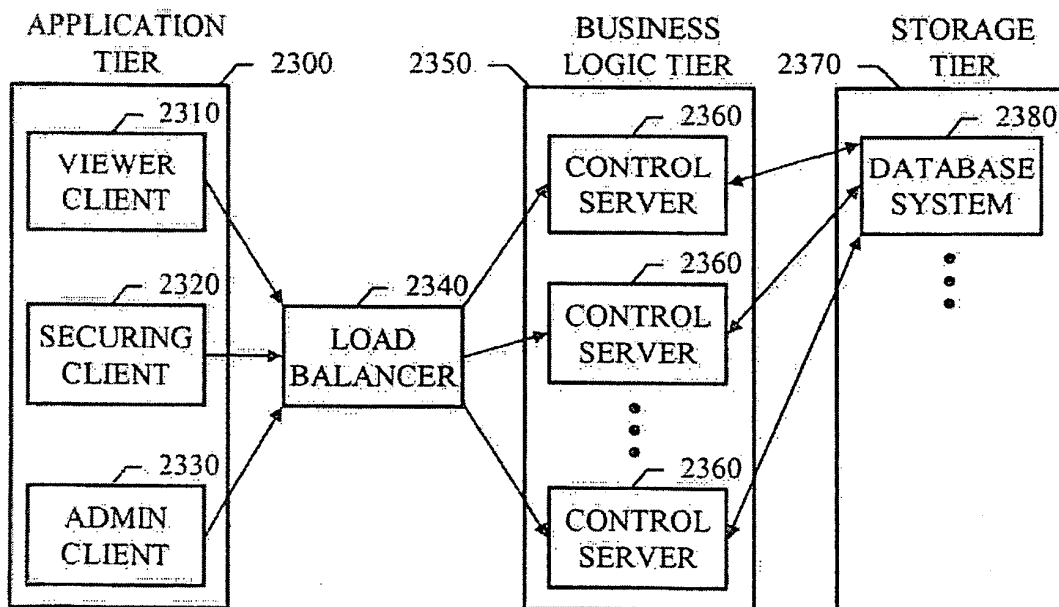 APPLICATION
TIER
2300
2310
VIEWER
CLIENT
2320
SECURING
CLIENT
2330
ADMIN
CLIENT
2340
LOAD
BALANCER
BUSINESS
LOGIC TIER
2350
2360
CONTROL
SERVER
2360
CONTROL
SERVER
2360
CONTROL
SERVER
STORAGE
TIER
2370
2380
DATABASE
SYSTEM